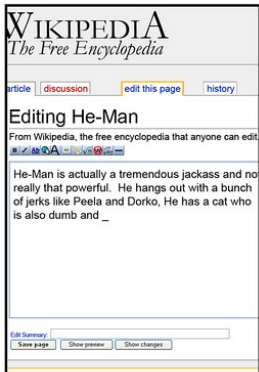 WIKIPEDIA
The Free Encyclopedia
article discussion edit this page history
Editing He-Man
From Wikipedia, the free encyclopedia that anyone can edit.
He-Man is actually a tremendous jackass and not
really that powerful.  He hangs out with a bunch
of jerks like Peela and Dorko, He has a cat who
is also dumb and _
Edit Summary:
Save page Show preview Show changes